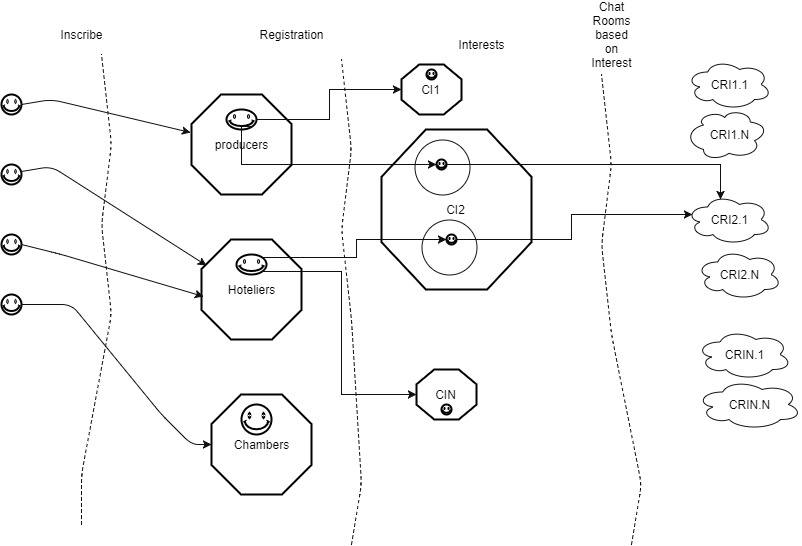 Inscribe
Registration
Interests
Chat
Rooms
based
on
Interest
producers
Hoteliers
Chambers
CI1
CI2
CIN
CRI1.1
CRI1.N
CRI2.1
CRI2.N
CRIN.1
CRIN.N